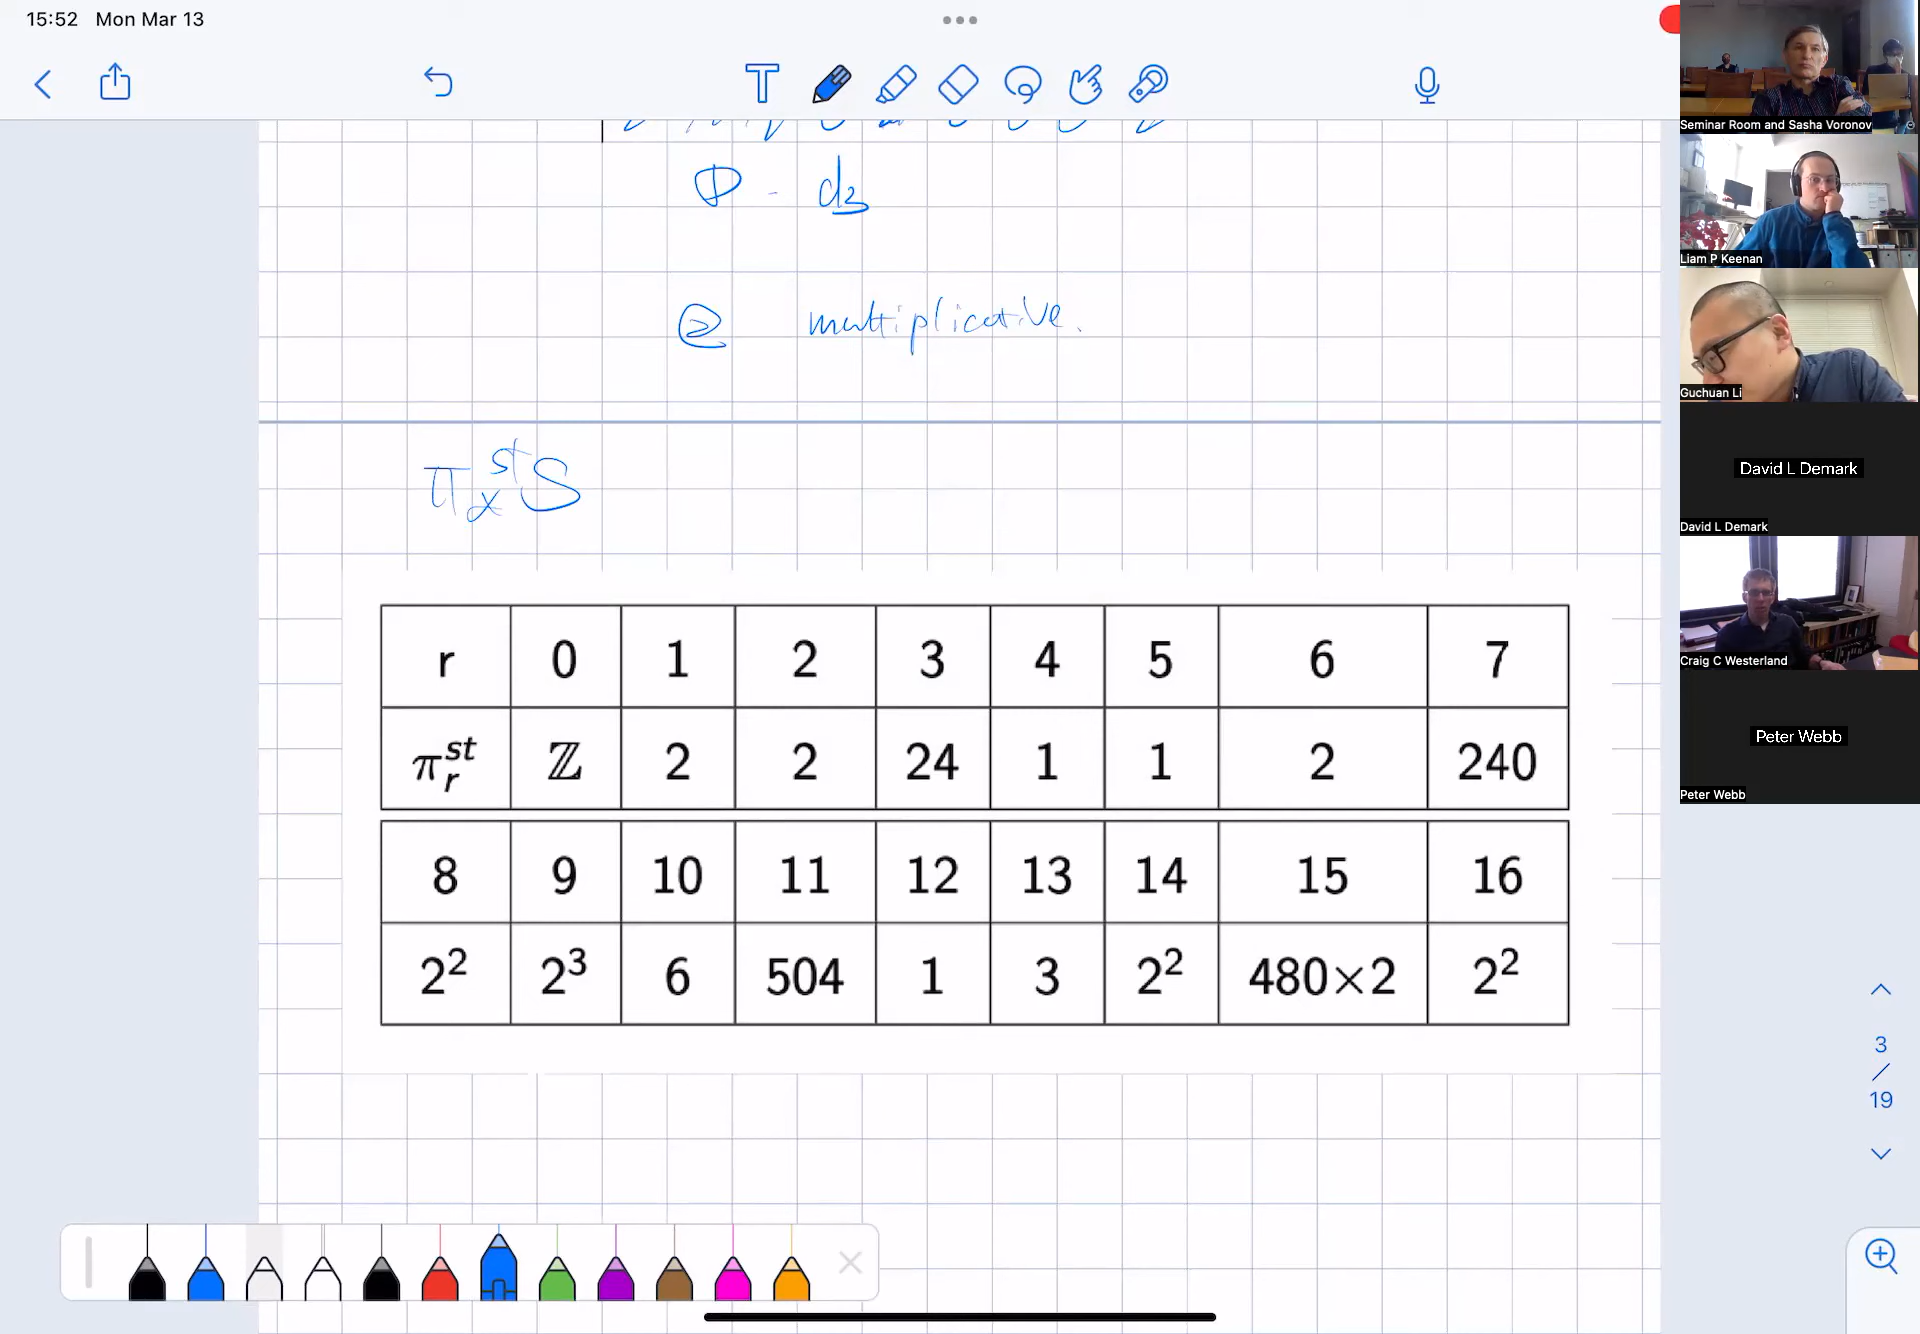 15:52 Mon Mar 13
① - d₃
② multiplicative.
π_*^{st} S
r 0 1 2 3 4 5 6 7
π_r^{st} ℤ 2 2 24 1 1 2 240
8 9 10 11 12 13 14 15 16
2² 2³ 6 504 1 3 2² 480×2 2²
3
/
19
Seminar Room and Sasha Voronov
Liam P Keenan
Guchuan Li
David L Demark
David L Demark
Craig C Westerland
Peter Webb
Peter Webb